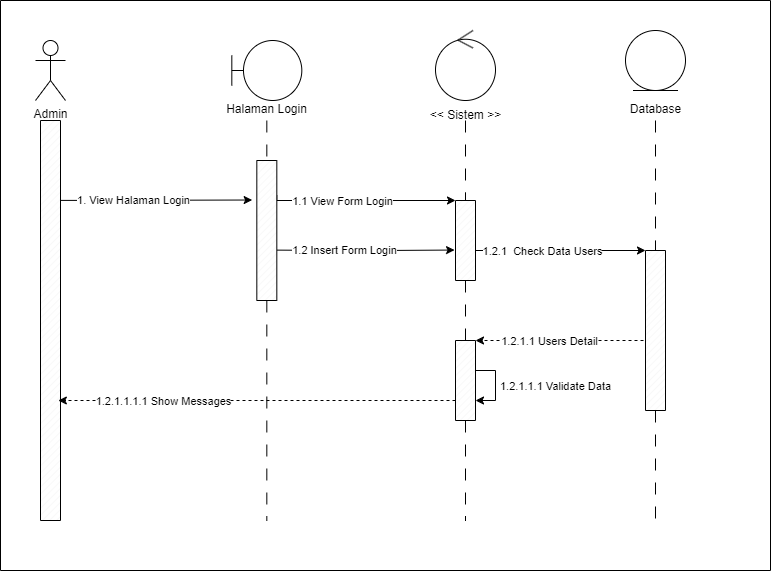 Admin
Halaman Login
<< Sistem >>
Database
1. View Halaman Login
1.1 View Form Login
1.2 Insert Form Login
1.2.1 Check Data Users
1.2.1.1 Users Detail
1.2.1.1.1 Validate Data
1.2.1.1.1.1 Show Messages